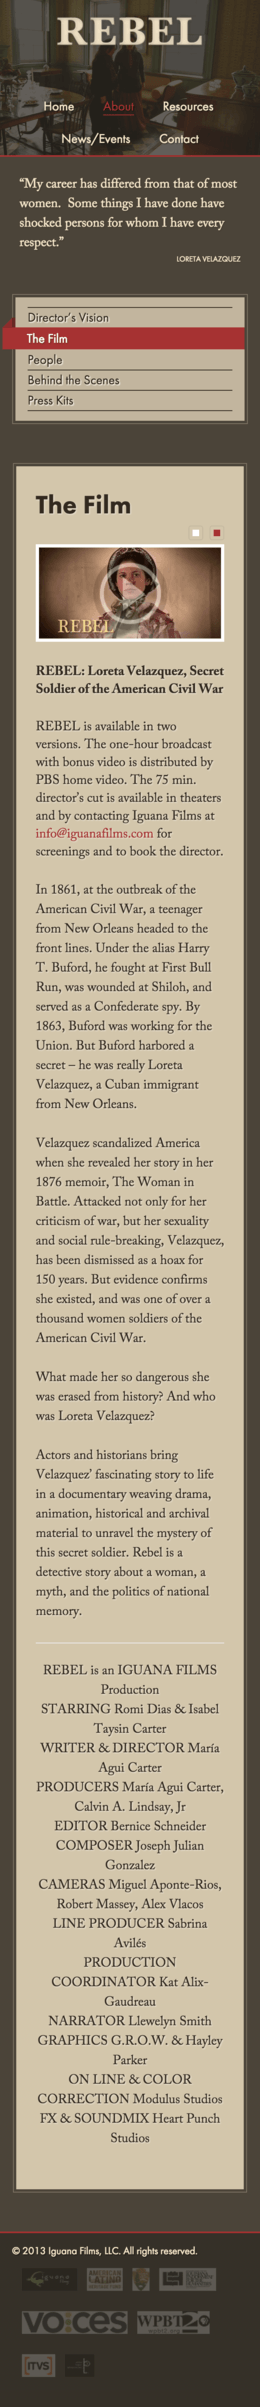 REBEL
Home
About
Resources
News/Events
Contact
“My career has differed from that of most
women.  Some things I have done have
shocked persons for whom I have every
respect.”
LORETA VELAZQUEZ
Director's Vision
The Film
People
Behind the Scenes
Press Kits
The Film
REBEL
REBEL: Loreta Velazquez, Secret
Soldier of the American Civil War
REBEL is available in two
versions. The one-hour broadcast
with bonus video is distributed by
PBS home video. The 75 min.
director's cut is available in theaters
and by contacting Iguana Films at
info@iguanafilms.com for
screenings and to book the director.
In 1861, at the outbreak of the
American Civil War, a teenager
from New Orleans headed to the
front lines. Under the alias Harry
T. Buford, he fought at First Bull
Run, was wounded at Shiloh, and
served as a Confederate spy. By
1863, Buford was working for the
Union. But Buford harbored a
secret – he was really Loreta
Velazquez, a Cuban immigrant
from New Orleans.
Velazquez scandalized America
when she revealed her story in her
1876 memoir, The Woman in
Battle. Attacked not only for her
criticism of war, but her sexuality
and social rule-breaking, Velazquez,
has been dismissed as a hoax for
150 years. But evidence confirms
she existed, and was one of over a
thousand women soldiers of the
American Civil War.
What made her so dangerous she
was erased from history? And who
was Loreta Velazquez?
Actors and historians bring
Velazquez' fascinating story to life
in a documentary weaving drama,
animation, historical and archival
material to unravel the mystery of
this secret soldier. Rebel is a
detective story about a woman, a
myth, and the politics of national
memory.
REBEL is an IGUANA FILMS
Production
STARRING Romi Dias & Isabel
Taysin Carter
WRITER & DIRECTOR María
Agui Carter
PRODUCERS María Agui Carter,
Calvin A. Lindsay, Jr
EDITOR Bernice Schneider
COMPOSER Joseph Julian
Gonzalez
CAMERAS Miguel Aponte-Rios,
Robert Massey, Alex Vlacos
LINE PRODUCER Sabrina
Avilés
PRODUCTION
COORDINATOR Kat Alix-
Gaudreau
NARRATOR Llewelyn Smith
GRAPHICS G.R.O.W. & Hayley
Parker
ON LINE & COLOR
CORRECTION Modulus Studios
FX & SOUNDMIX Heart Punch
Studios
© 2013 Iguana Films, LLC. All rights reserved.
VOICES
WPBT2
ITVS